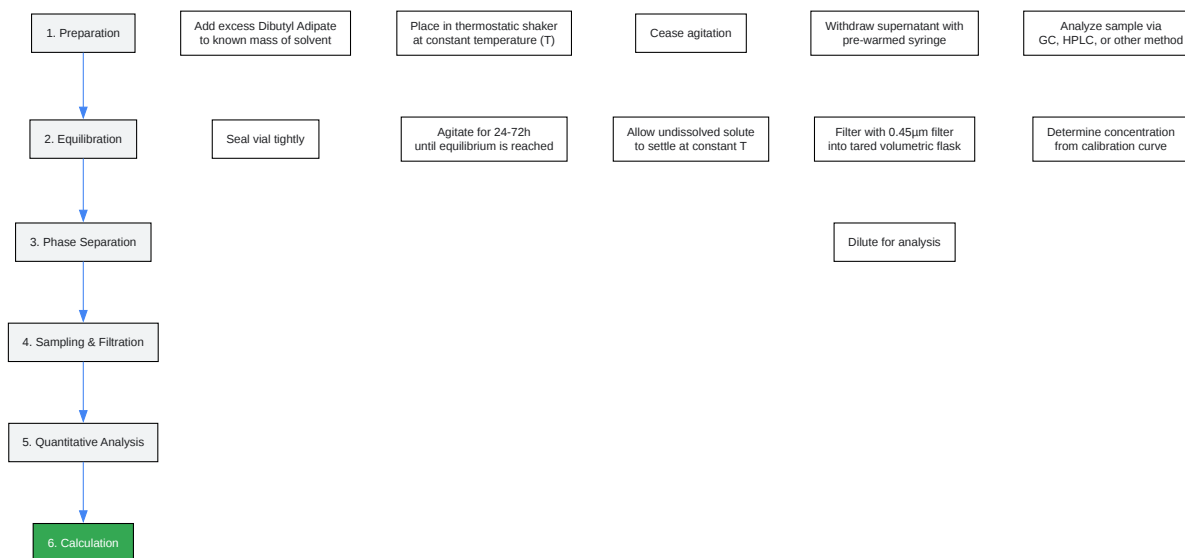 1. Preparation
Add excess Dibutyl Adipate
to known mass of solvent
Place in thermostatic shaker
at constant temperature (T)
Cease agitation
Withdraw supernatant with
pre-warmed syringe
Analyze sample via
GC, HPLC, or other method
2. Equilibration
Seal vial tightly
Agitate for 24-72h
until equilibrium is reached
Allow undissolved solute
to settle at constant T
Filter with 0.45µm filter
into tared volumetric flask
Determine concentration
from calibration curve
3. Phase Separation
Dilute for analysis
4. Sampling & Filtration
5. Quantitative Analysis
6. Calculation